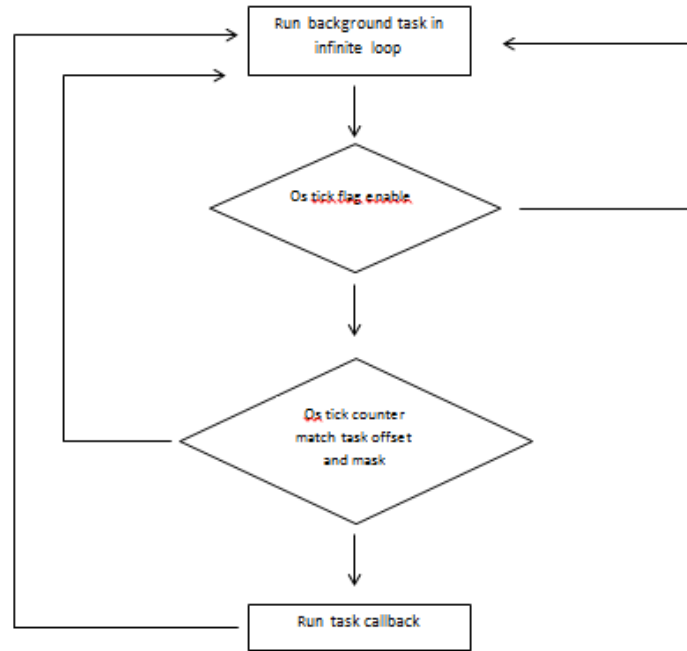 Run background task in
infinite loop
Os tick flag enable
Os tick counter
match task offset
and mask
Run task callback